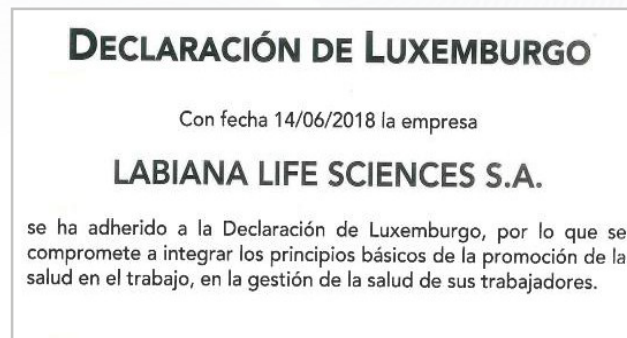 DECLARACIÓN DE LUXEMBURGO
Con fecha 14/06/2018 la empresa
LABIANA LIFE SCIENCES S.A.
se ha adherido a la Declaración de Luxemburgo, por lo que se
compromete a integrar los principios básicos de la promoción de la
salud en el trabajo, en la gestión de la salud de sus trabajadores.